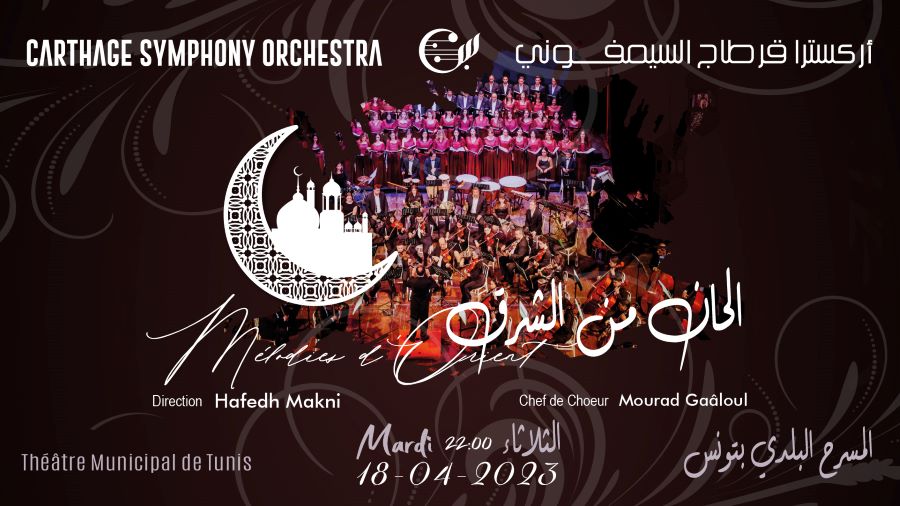 CARTHAGE SYMPHONY ORCHESTRA
أركسترا قرطاج السيمفوني
ألحان من الشرق
Mélodies d'Orient
Direction Hafedh Makni
Chef de Choeur Mourad Gaâloul
Mardi 22:00 الثلاثاء
18-04-2023
Théâtre Municipal de Tunis
المسرح البلدي بتونس